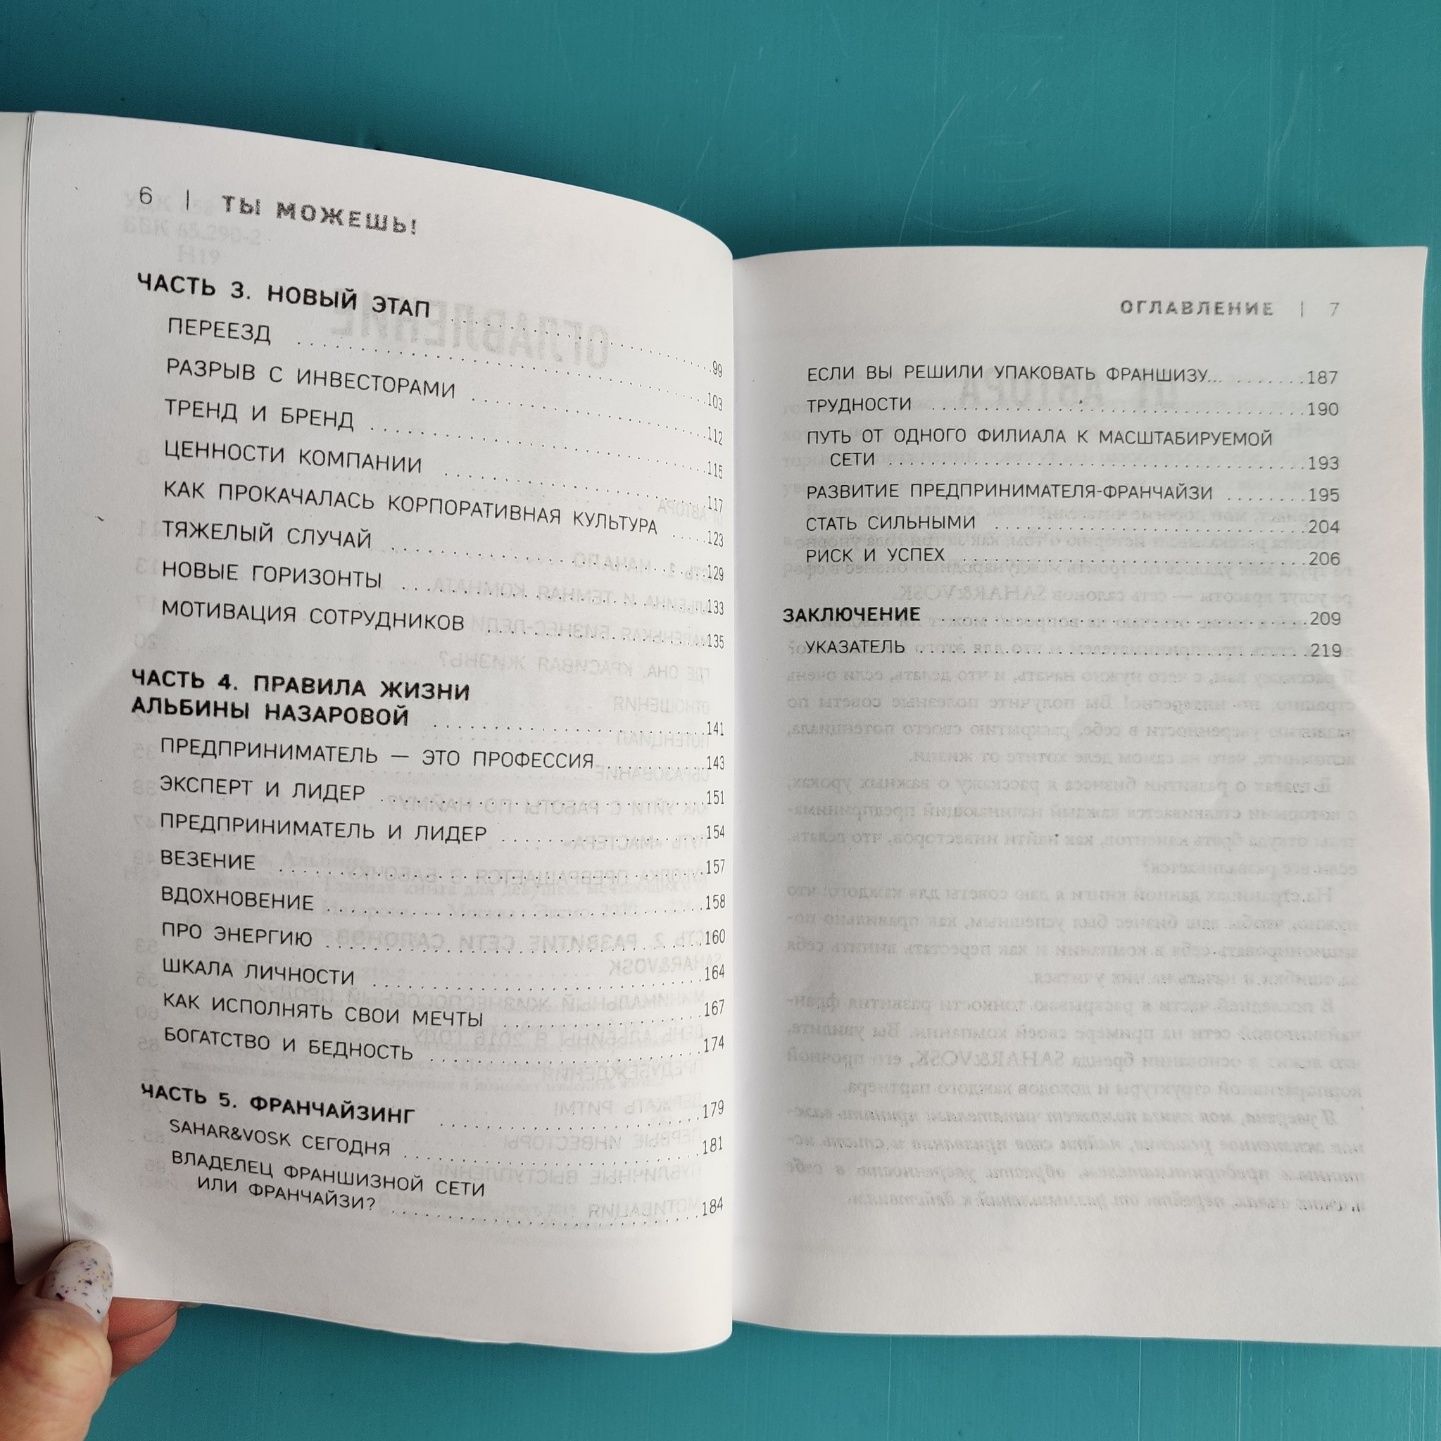 6 | ТЫ МОЖЕШЬ!
ЧАСТЬ 3. НОВЫЙ ЭТАП 99
ПЕРЕЕЗД 103
РАЗРЫВ С ИНВЕСТОРАМИ 112
ТРЕНД И БРЕНД 115
ЦЕННОСТИ КОМПАНИИ 117
КАК ПРОКАЧАЛАСЬ КОРПОРАТИВНАЯ КУЛЬТУРА 123
ТЯЖЕЛЫЙ СЛУЧАЙ 129
НОВЫЕ ГОРИЗОНТЫ 133
МОТИВАЦИЯ СОТРУДНИКОВ 135
ЧАСТЬ 4. ПРАВИЛА ЖИЗНИ
АЛЬБИНЫ НАЗАРОВОЙ 141
ПРЕДПРИНИМАТЕЛЬ — ЭТО ПРОФЕССИЯ 143
ЭКСПЕРТ И ЛИДЕР 151
ПРЕДПРИНИМАТЕЛЬ И ЛИДЕР 154
ВЕЗЕНИЕ 157
ВДОХНОВЕНИЕ 158
ПРО ЭНЕРГИЮ 160
ШКАЛА ЛИЧНОСТИ 164
КАК ИСПОЛНЯТЬ СВОИ МЕЧТЫ 167
БОГАТСТВО И БЕДНОСТЬ 174
ЧАСТЬ 5. ФРАНЧАЙЗИНГ 179
SAHAR&VOSK СЕГОДНЯ 181
ВЛАДЕЛЕЦ ФРАНШИЗНОЙ СЕТИ
ИЛИ ФРАНЧАЙЗИ? 184
ОГЛАВЛЕНИЕ | 7
ЕСЛИ ВЫ РЕШИЛИ УПАКОВАТЬ ФРАНШИЗУ... 187
ТРУДНОСТИ 190
ПУТЬ ОТ ОДНОГО ФИЛИАЛА К МАСШТАБИРУЕМОЙ
СЕТИ 193
РАЗВИТИЕ ПРЕДПРИНИМАТЕЛЯ-ФРАНЧАЙЗИ 195
СТАТЬ СИЛЬНЫМИ 204
РИСК И УСПЕХ 206
ЗАКЛЮЧЕНИЕ 209
УКАЗАТЕЛЬ 219